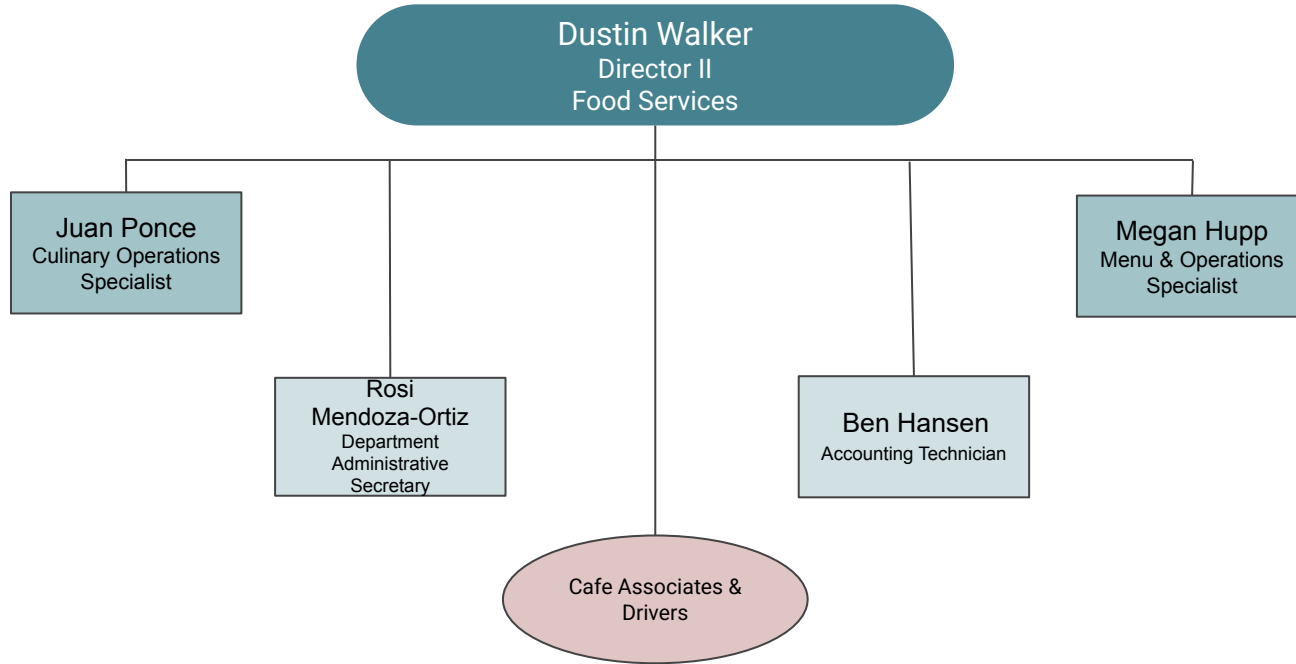 Dustin Walker
Director II
Food Services
Juan Ponce
Culinary Operations
Specialist
Megan Hupp
Menu & Operations
Specialist
Rosi
Mendoza-Ortiz
Department
Administrative
Secretary
Ben Hansen
Accounting Technician
Cafe Associates &
Drivers